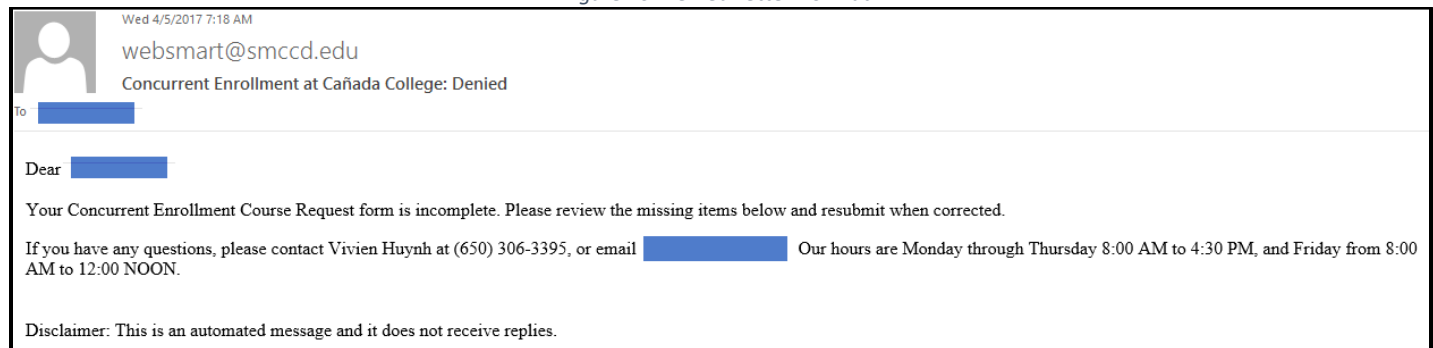 Wed 4/5/2017 7:18 AM
websmart@smccd.edu
Concurrent Enrollment at Cañada College: Denied
To
Dear
Your Concurrent Enrollment Course Request form is incomplete. Please review the missing items below and resubmit when corrected.
If you have any questions, please contact Vivien Huynh at (650) 306-3395, or email Our hours are Monday through Thursday 8:00 AM to 4:30 PM, and Friday from 8:00
AM to 12:00 NOON.
Disclaimer: This is an automated message and it does not receive replies.